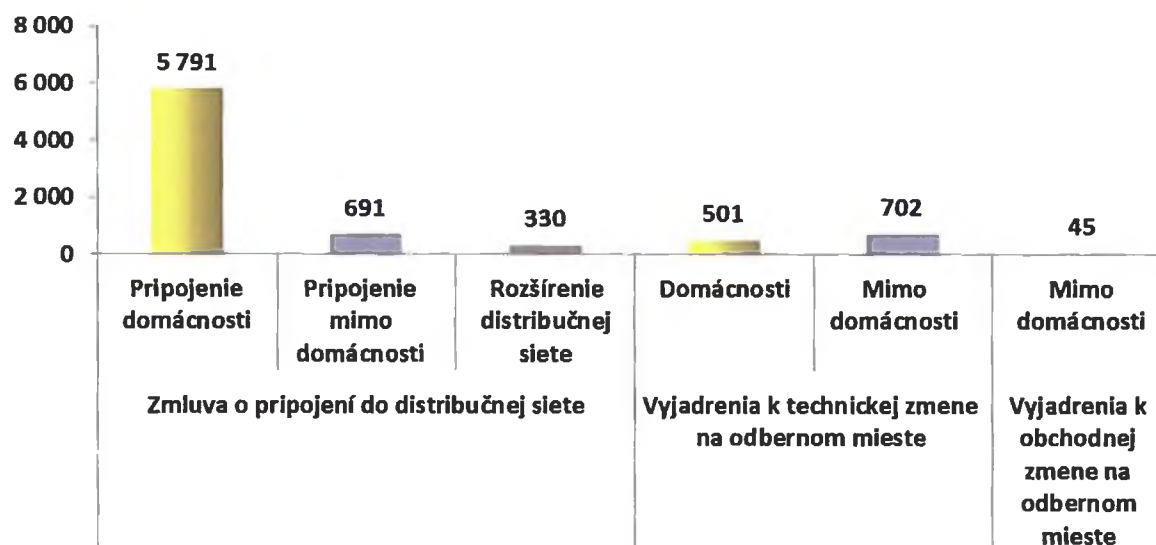 8 000
6 000
4 000
2 000
0
5 791
691
330
501
702
45
Pripojenie
domácnosti
Pripojenie
mimo
domácnosti
Rozšírenie
distribučnej
siete
Domácnosti
Mimo
domácnosti
Mimo
domácnosti
Zmluva o pripojení do distribučnej siete
Vyjadrenia k technickej zmene
na odbernom mieste
Vyjadrenia k
obchodnej
zmene na
odbernom
mieste